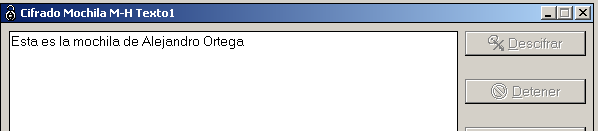 Cifrado Mochila M-H Texto1
Esta es la mochila de Alejandro Ortega
Descifrar
Detener